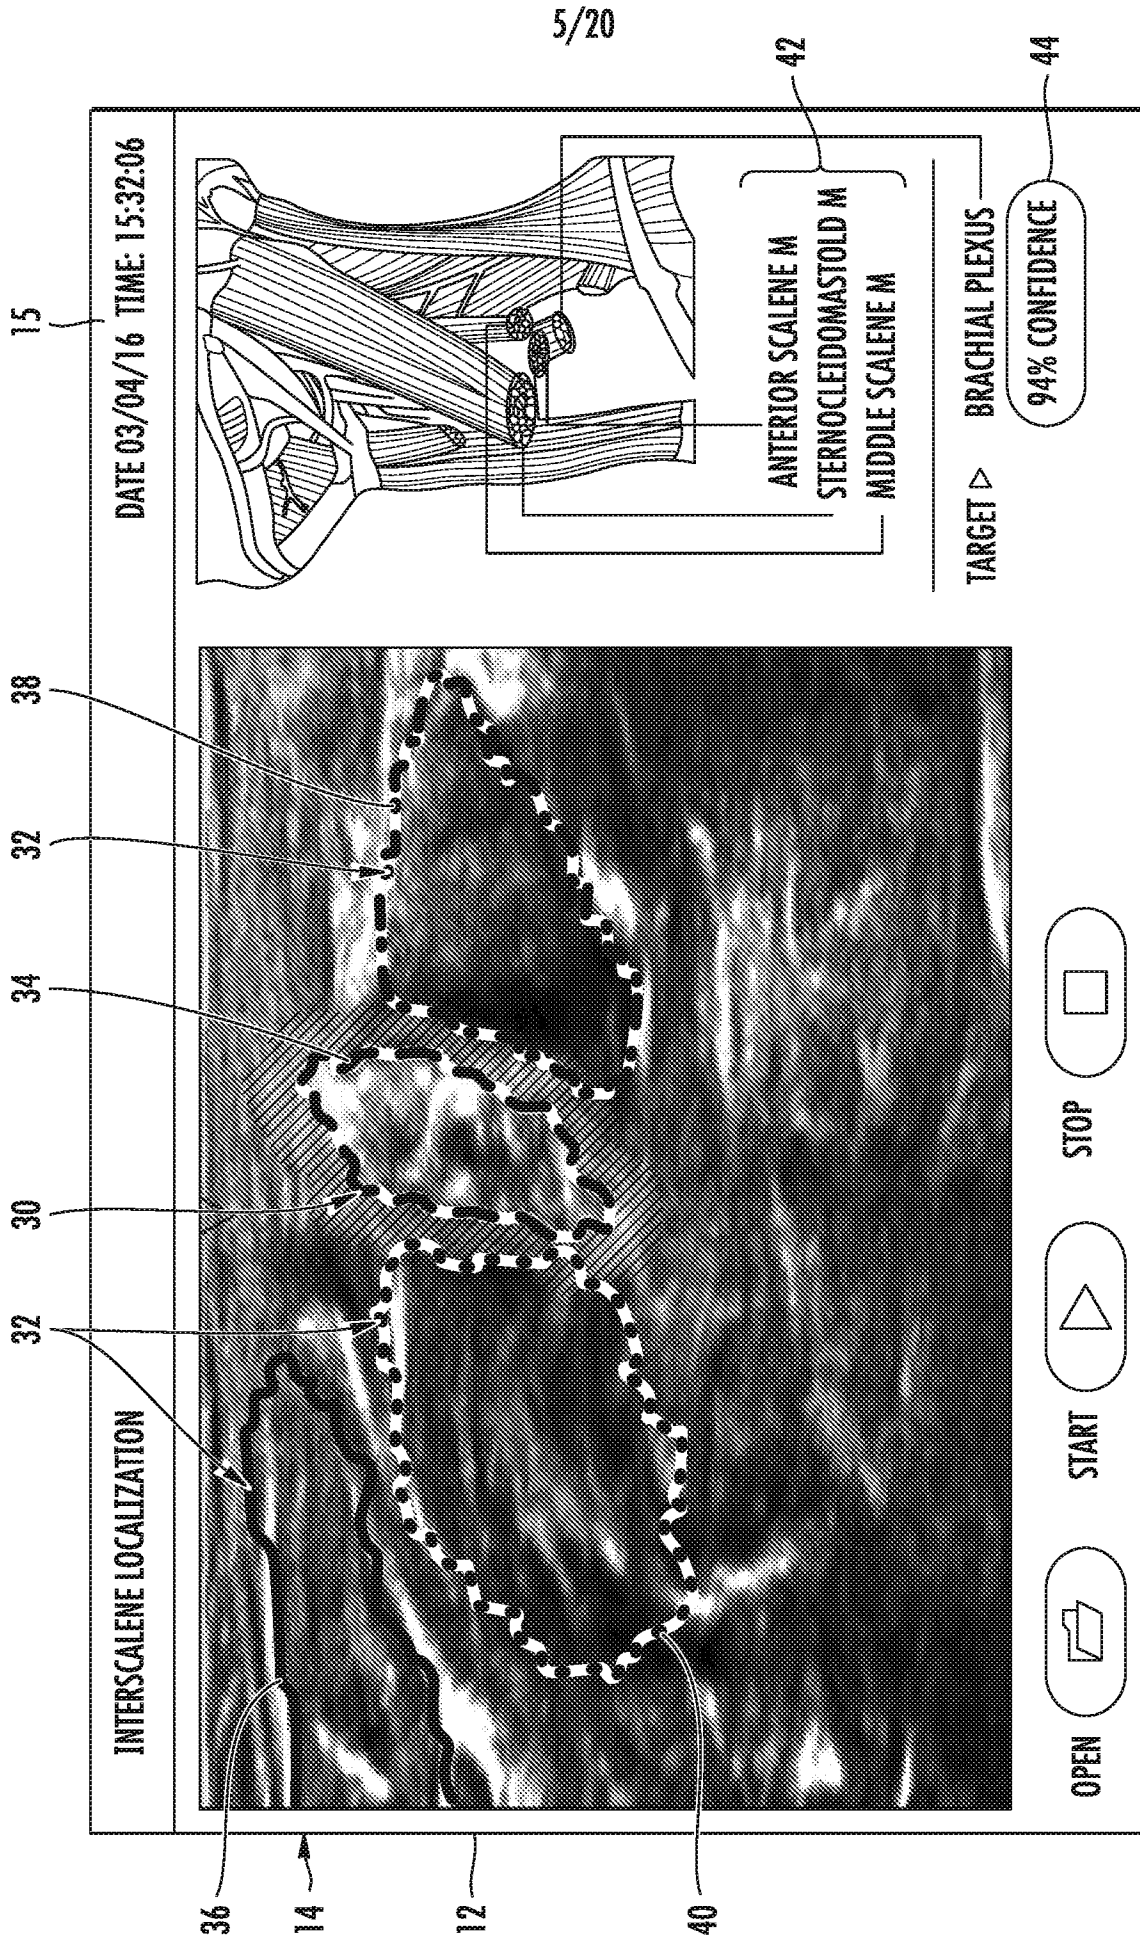 5/20
15
DATE 03/04/16 TIME: 15:32:06
INTERSCALENE LOCALIZATION
36
14
12
40
32
30
34
32
38
42
44
ANTERIOR SCALENE M
STERNOCLEIDOMASTOLD M
MIDDLE SCALENE M
TARGET ▷ BRACHIAL PLEXUS
94% CONFIDENCE
OPEN
START
STOP